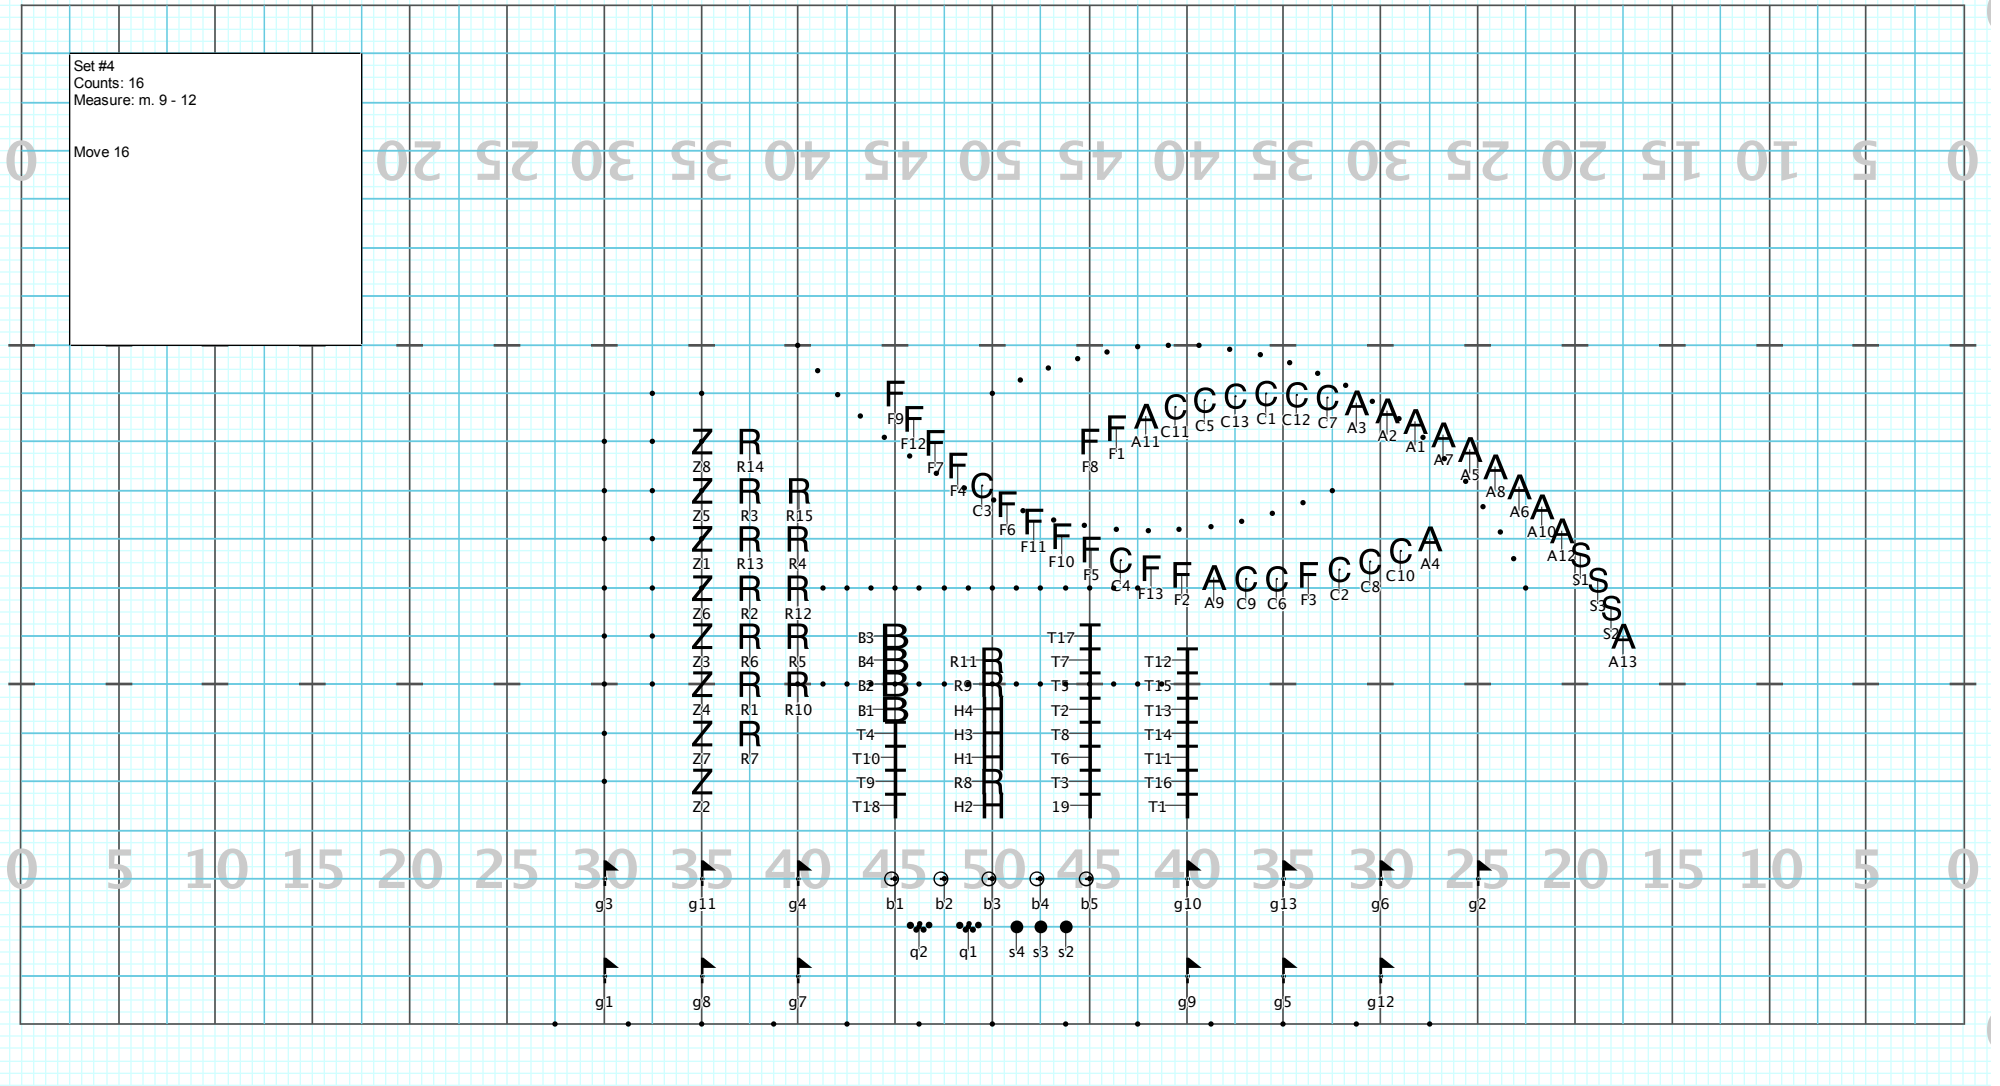 Set #4
Counts: 16
Measure: m. 9 - 12
Move 16
0 20 25 30 35 40 45 50 45 40 35 30 25 20 15 10 5 0
F
F9
F
F12
F
F7
F
F4
C
C3
F
F6
F
F11
F
F10
F
F5
C
C4
F
F13
F
F2
A
A9
C
C9
C
C6
F
F3
C
C2
C
C8
C
C10
A
A4
F
F8
F
F1
A
A11
C
C11
C
C5
C
C13
C
C1
C
C12
C
C7
A
A3
A
A2
A
A1
A
A7
A
A5
A
A8
A
A6
A
A10
A
A12
S
S1
S
S3
S
S2
A
A13
Z R
Z8 R14
Z R R
Z5 R3 R15
Z R R
Z1 R13 R4
Z R R
Z6 R2 R12
Z R R
Z3 R6 R5
Z R R
Z4 R1 R10
Z R
Z7 R7
Z
Z2
B3 B T17 T
B4 B R11 R T7 T T12 T
B2 B R9 R T5 T T15 T
B1 B H4 H T2 T T13 T
T4 T H3 H T8 T T14 T
T10 T H1 H T6 T T11 T
T9 T R8 R T3 T T16 T
T18 T H2 H 19 T T1 T
0 5 10 15 20 25 30 35 40 45 50 45 40 35 30 25 20 15 10 5 0
g3 g11 g4 b1 b2 b3 b4 b5 g10 g13 g6 g2
q2 q1 s4 s3 s2
g1 g8 g7 g9 g5 g12